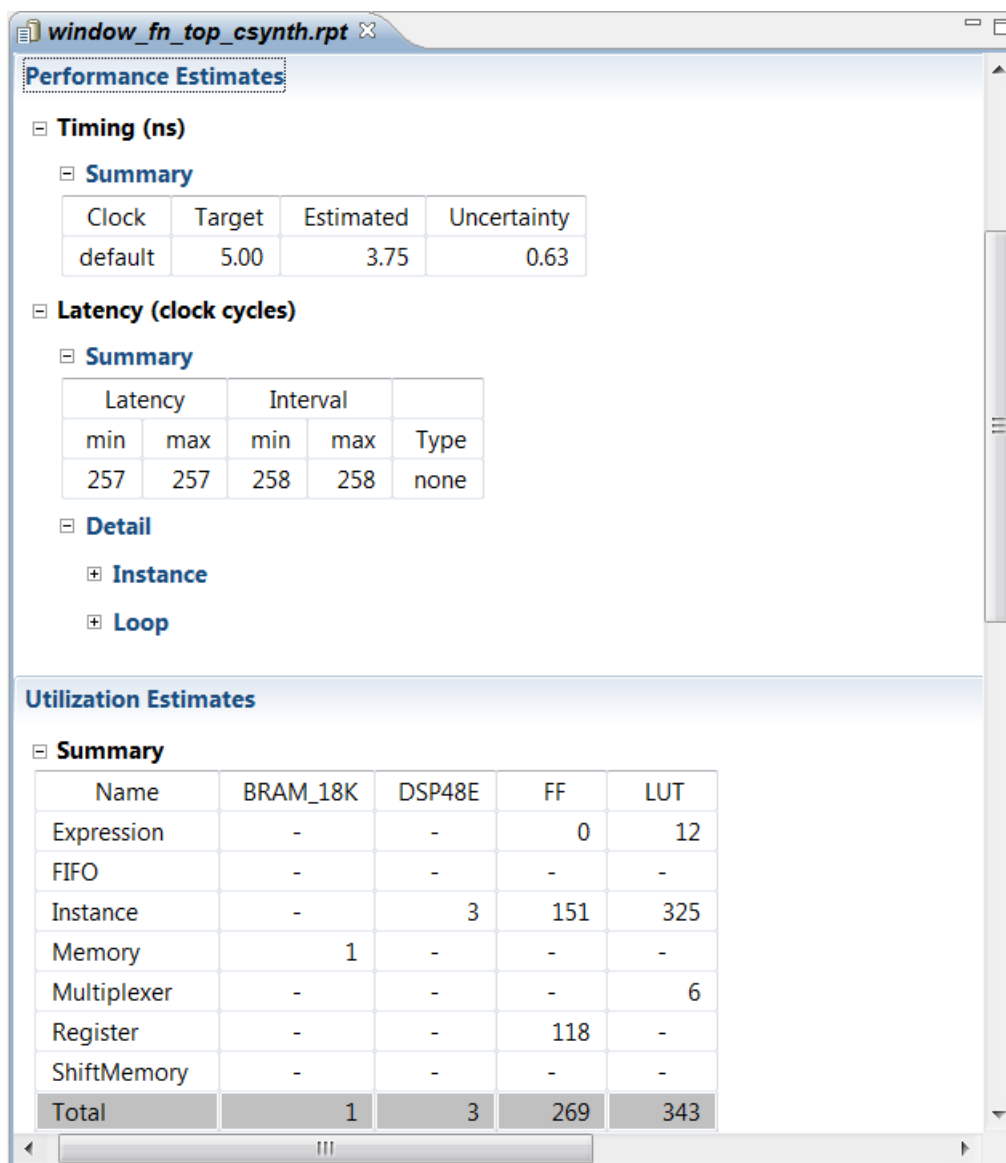 window_fn_top_csynth.rpt
Performance Estimates
Timing (ns)
Summary
Clock Target Estimated Uncertainty
default 5.00 3.75 0.63
Latency (clock cycles)
Summary
Latency Interval
min max min max Type
257 257 258 258 none
Detail
Instance
Loop
Utilization Estimates
Summary
Name BRAM_18K DSP48E FF LUT
Expression - - 0 12
FIFO - - - -
Instance - 3 151 325
Memory 1 - - -
Multiplexer - - - 6
Register - - 118 -
ShiftMemory - - - -
Total 1 3 269 343